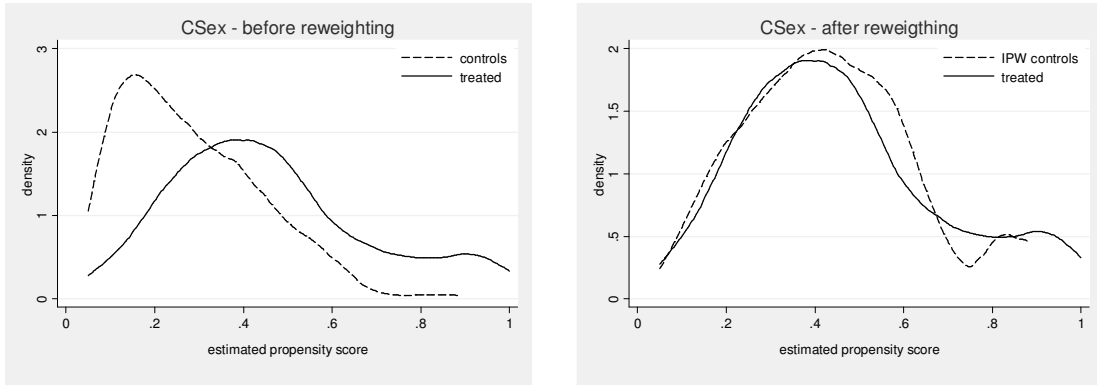 CSex - before reweighting
controls
treated
density
0
1
2
3
0
.2
.4
.6
.8
1
estimated propensity score
CSex - after reweigthing
IPW controls
treated
density
0
.5
1
1.5
2
0
.2
.4
.6
.8
1
estimated propensity score